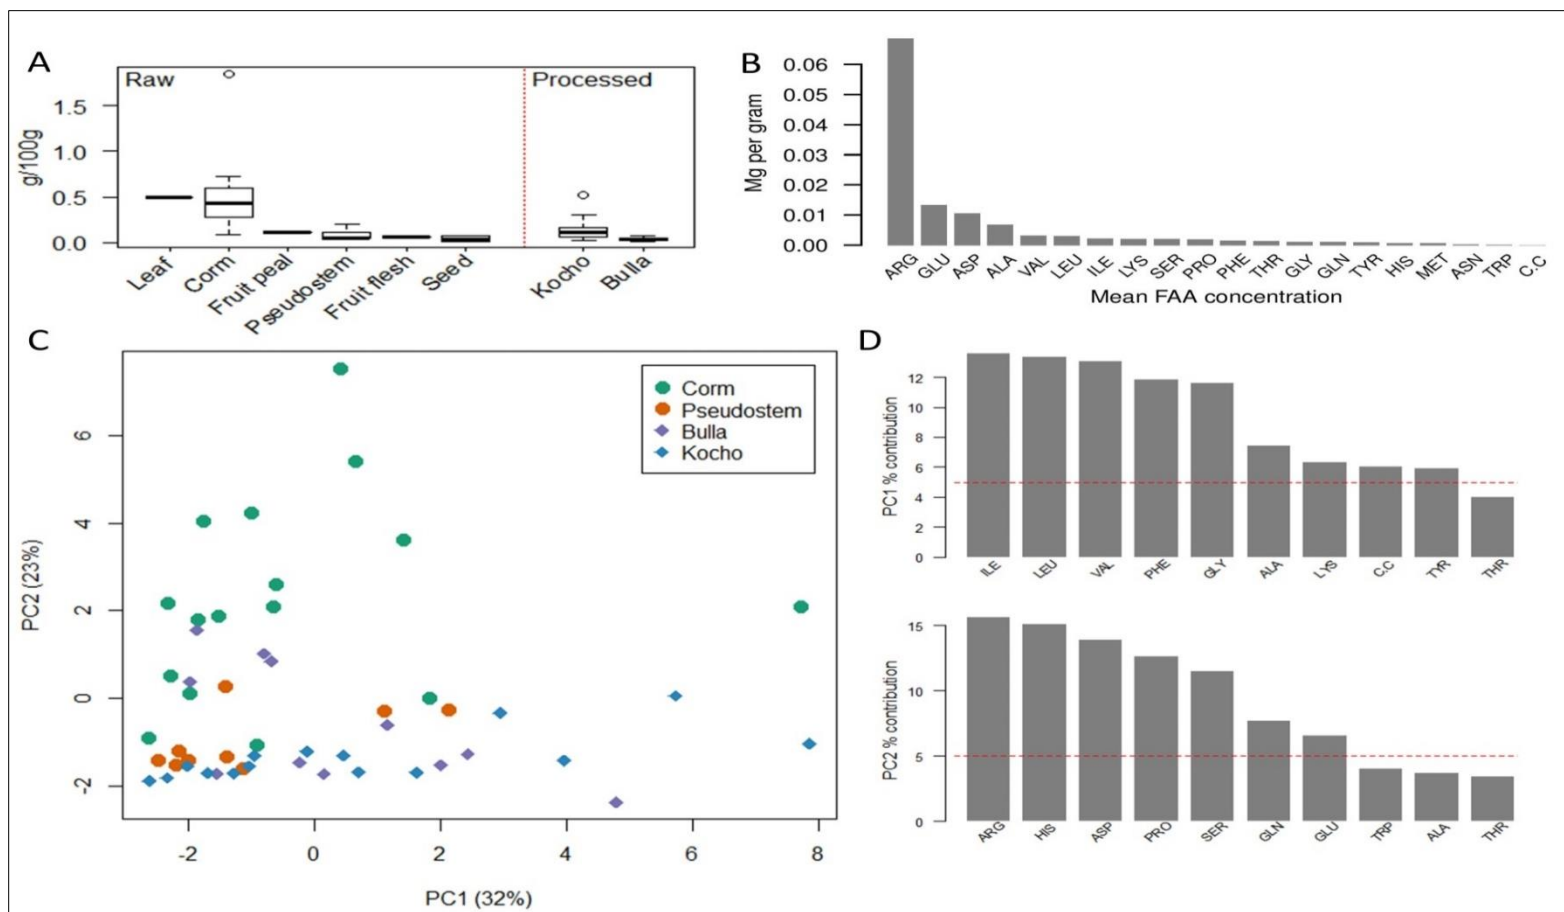 A
Raw
Processed
g/100g
1.5
1.0
0.5
0.0
Leaf
Corm
Fruit peal
Pseudostem
Fruit flesh
Seed
Kocho
Bulla
B
Mg per gram
0.06
0.05
0.04
0.03
0.02
0.01
0.00
ARG
GLU
ASP
ALA
VAL
LEU
ILE
LYS
SER
PRO
PHE
THR
GLY
GLN
TYR
HIS
MET
ASN
TRP
C.C
Mean FAA concentration
C
Corm
Pseudostem
Bulla
Kocho
PC2 (23%)
6
4
2
0
-2
-2
0
2
4
6
8
PC1 (32%)
D
PC1 % contribution
12
10
8
6
4
2
0
ILE
LEU
VAL
PHE
GLY
ALA
LYS
C.C
TYR
THR
PC2 % contribution
15
10
5
0
ARG
HIS
ASP
PRO
SER
GLN
GLU
TRP
ALA
THR